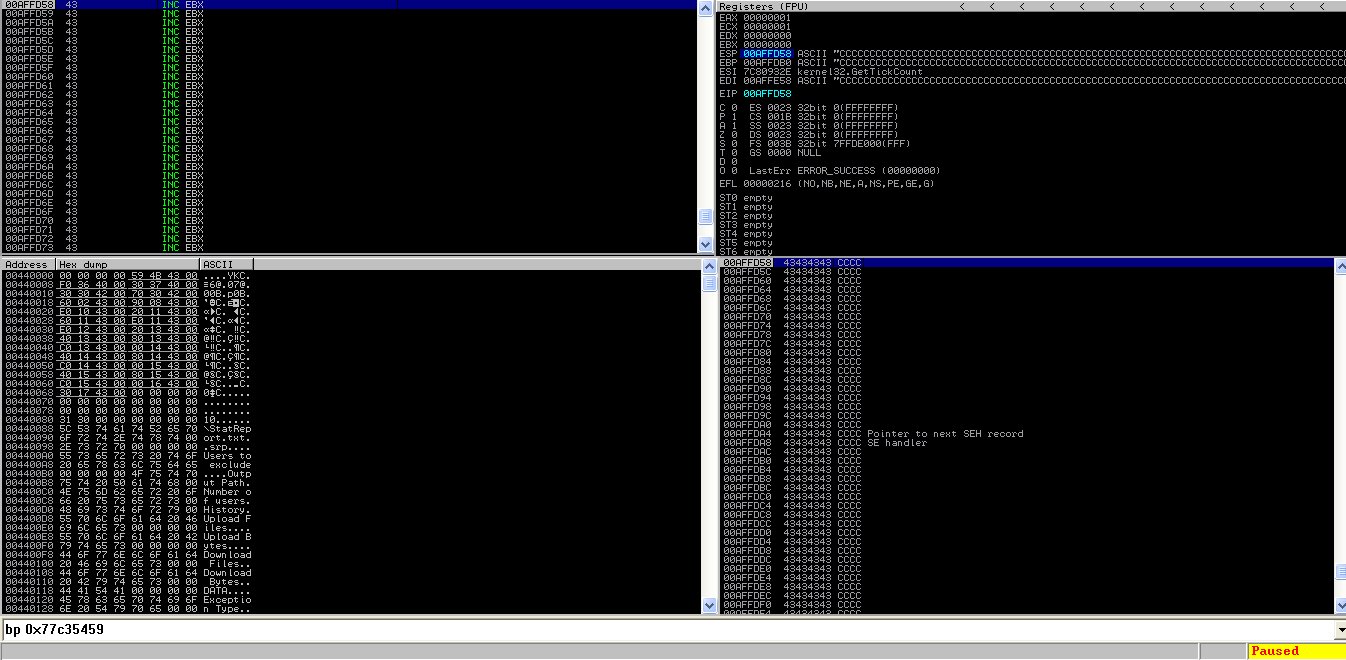 00AFFD58 43 INC EBX
00AFFD59 43 INC EBX
00AFFD5A 43 INC EBX
00AFFD5B 43 INC EBX
00AFFD5C 43 INC EBX
00AFFD5D 43 INC EBX
00AFFD5E 43 INC EBX
00AFFD5F 43 INC EBX
00AFFD60 43 INC EBX
00AFFD61 43 INC EBX
00AFFD62 43 INC EBX
00AFFD63 43 INC EBX
00AFFD64 43 INC EBX
00AFFD65 43 INC EBX
00AFFD66 43 INC EBX
00AFFD67 43 INC EBX
00AFFD68 43 INC EBX
00AFFD69 43 INC EBX
00AFFD6A 43 INC EBX
00AFFD6B 43 INC EBX
00AFFD6C 43 INC EBX
00AFFD6D 43 INC EBX
00AFFD6E 43 INC EBX
00AFFD6F 43 INC EBX
00AFFD70 43 INC EBX
00AFFD71 43 INC EBX
00AFFD72 43 INC EBX
00AFFD73 43 INC EBX
Registers (FPU) < < < < < < < < < < < < <
EAX 00000001
ECX 00000001
EDX 00000000
EBX 00000000
ESP 00AFFD58 ASCII "CCCCCCCCCCCCCCCCCCCCCCCCCCCCCCCCCCCCCCCCCCCCCCCCCCCCCCCCCCCCCCCCCCCCCCCCCCCCCCCCCCCCCCCCCC
EBP 00AFFDB0 ASCII "CCCCCCCCCCCCCCCCCCCCCCCCCCCCCCCCCCCCCCCCCCCCCCCCCCCCCCCCCCCCCCCCCCCCCCCCCCCCCCCCCCCCCCCCCC
ESI 7C80932E kernel32.GetTickCount
EDI 00AFFE58 ASCII "CCCCCCCCCCCCCCCCCCCCCCCCCCCCCCCCCCCCCCCCCCCCCCCCCCCCCCCCCCCCCCCCCCCCCCCCCCCCCCCCCCCCCCCCCC
EIP 00AFFD58
C 0 ES 0023 32bit 0(FFFFFFFF)
P 1 CS 001B 32bit 0(FFFFFFFF)
A 1 SS 0023 32bit 0(FFFFFFFF)
Z 0 DS 0023 32bit 0(FFFFFFFF)
S 0 FS 003B 32bit 7FFDE000(FFF)
T 0 GS 0000 NULL
D 0
O 0 LastErr ERROR_SUCCESS (00000000)
EFL 00000216 (NO,NB,NE,A,NS,PE,GE,G)
ST0 empty
ST1 empty
ST2 empty
ST3 empty
ST4 empty
ST5 empty
ST6 empty
Address Hex dump ASCII
00440000 00 00 00 00 59 4B 43 00 ....YKC.
00440008 F0 36 40 00 30 37 40 00 ≡6@.07@.
00440010 30 30 42 00 70 30 42 00 00B.p0B.
00440018 60 02 43 00 90 08 43 00
00440020 E0 10 43 00 20 11 43 00
00440028 60 11 43 00 E0 11 43 00
00440030 E0 12 43 00 20 13 43 00
00440038 40 13 43 00 80 13 43 00 @‼C.Ç‼C.
00440040 C0 13 43 00 00 14 43 00 └‼C..¶C.
00440048 40 14 43 00 80 14 43 00 @¶C.Ç¶C.
00440050 C0 14 43 00 00 15 43 00 └¶C..§C.
00440058 40 15 43 00 80 15 43 00 @§C.Ç§C.
00440060 C0 15 43 00 00 16 43 00
00440068 30 17 43 00 00 00 00 00
00440070 00 00 00 00 00 00 00 00 ........
00440078 00 00 00 00 00 00 00 00 ........
00440080 31 30 00 00 00 00 00 00 10......
00440088 5C 53 74 61 74 52 65 70 \StatRep
00440090 6F 72 74 2E 74 78 74 00 ort.txt.
00440098 2E 73 72 70 00 00 00 00 .srp....
004400A0 55 73 65 72 73 20 74 6F Users to
004400A8 20 65 78 63 6C 75 64 65 exclude
004400B0 00 00 00 00 4F 75 74 70 ....Outp
004400B8 75 74 20 50 61 74 68 00 ut Path.
004400C0 4E 75 6D 62 65 72 20 6F Number o
004400C8 66 20 75 73 65 72 73 00 f users.
004400D0 48 69 73 74 6F 72 79 00 History.
004400D8 55 70 6C 6F 61 64 20 46 Upload F
004400E0 69 6C 65 73 00 00 00 00 iles....
004400E8 55 70 6C 6F 61 64 20 42 Upload B
004400F0 79 74 65 73 00 00 00 00 ytes....
004400F8 44 6F 77 6E 6C 6F 61 64 Download
00440100 20 46 69 6C 65 73 00 00 Files..
00440108 44 6F 77 6E 6C 6F 61 64 Download
00440110 20 42 79 74 65 73 00 00 Bytes..
00440118 44 41 54 41 00 00 00 00 DATA....
00440120 45 78 63 65 70 74 69 6F Exceptio
00440128 6E 20 54 79 70 65 00 00 n Type..
00AFFD58 43434343 CCCC
00AFFD5C 43434343 CCCC
00AFFD60 43434343 CCCC
00AFFD64 43434343 CCCC
00AFFD68 43434343 CCCC
00AFFD6C 43434343 CCCC
00AFFD70 43434343 CCCC
00AFFD74 43434343 CCCC
00AFFD78 43434343 CCCC
00AFFD7C 43434343 CCCC
00AFFD80 43434343 CCCC
00AFFD84 43434343 CCCC
00AFFD88 43434343 CCCC
00AFFD8C 43434343 CCCC
00AFFD90 43434343 CCCC
00AFFD94 43434343 CCCC
00AFFD98 43434343 CCCC
00AFFD9C 43434343 CCCC
00AFFDA0 43434343 CCCC
00AFFDA4 43434343 CCCC Pointer to next SEH record
00AFFDA8 43434343 CCCC SE handler
00AFFDAC 43434343 CCCC
00AFFDB0 43434343 CCCC
00AFFDB4 43434343 CCCC
00AFFDB8 43434343 CCCC
00AFFDBC 43434343 CCCC
00AFFDC0 43434343 CCCC
00AFFDC4 43434343 CCCC
00AFFDC8 43434343 CCCC
00AFFDCC 43434343 CCCC
00AFFDD0 43434343 CCCC
00AFFDD4 43434343 CCCC
00AFFDD8 43434343 CCCC
00AFFDDC 43434343 CCCC
00AFFDE0 43434343 CCCC
00AFFDE4 43434343 CCCC
00AFFDE8 43434343 CCCC
00AFFDEC 43434343 CCCC
00AFFDF0 43434343 CCCC
00AFFDF4 43434343 CCCC
bp 0x77c35459
Paused